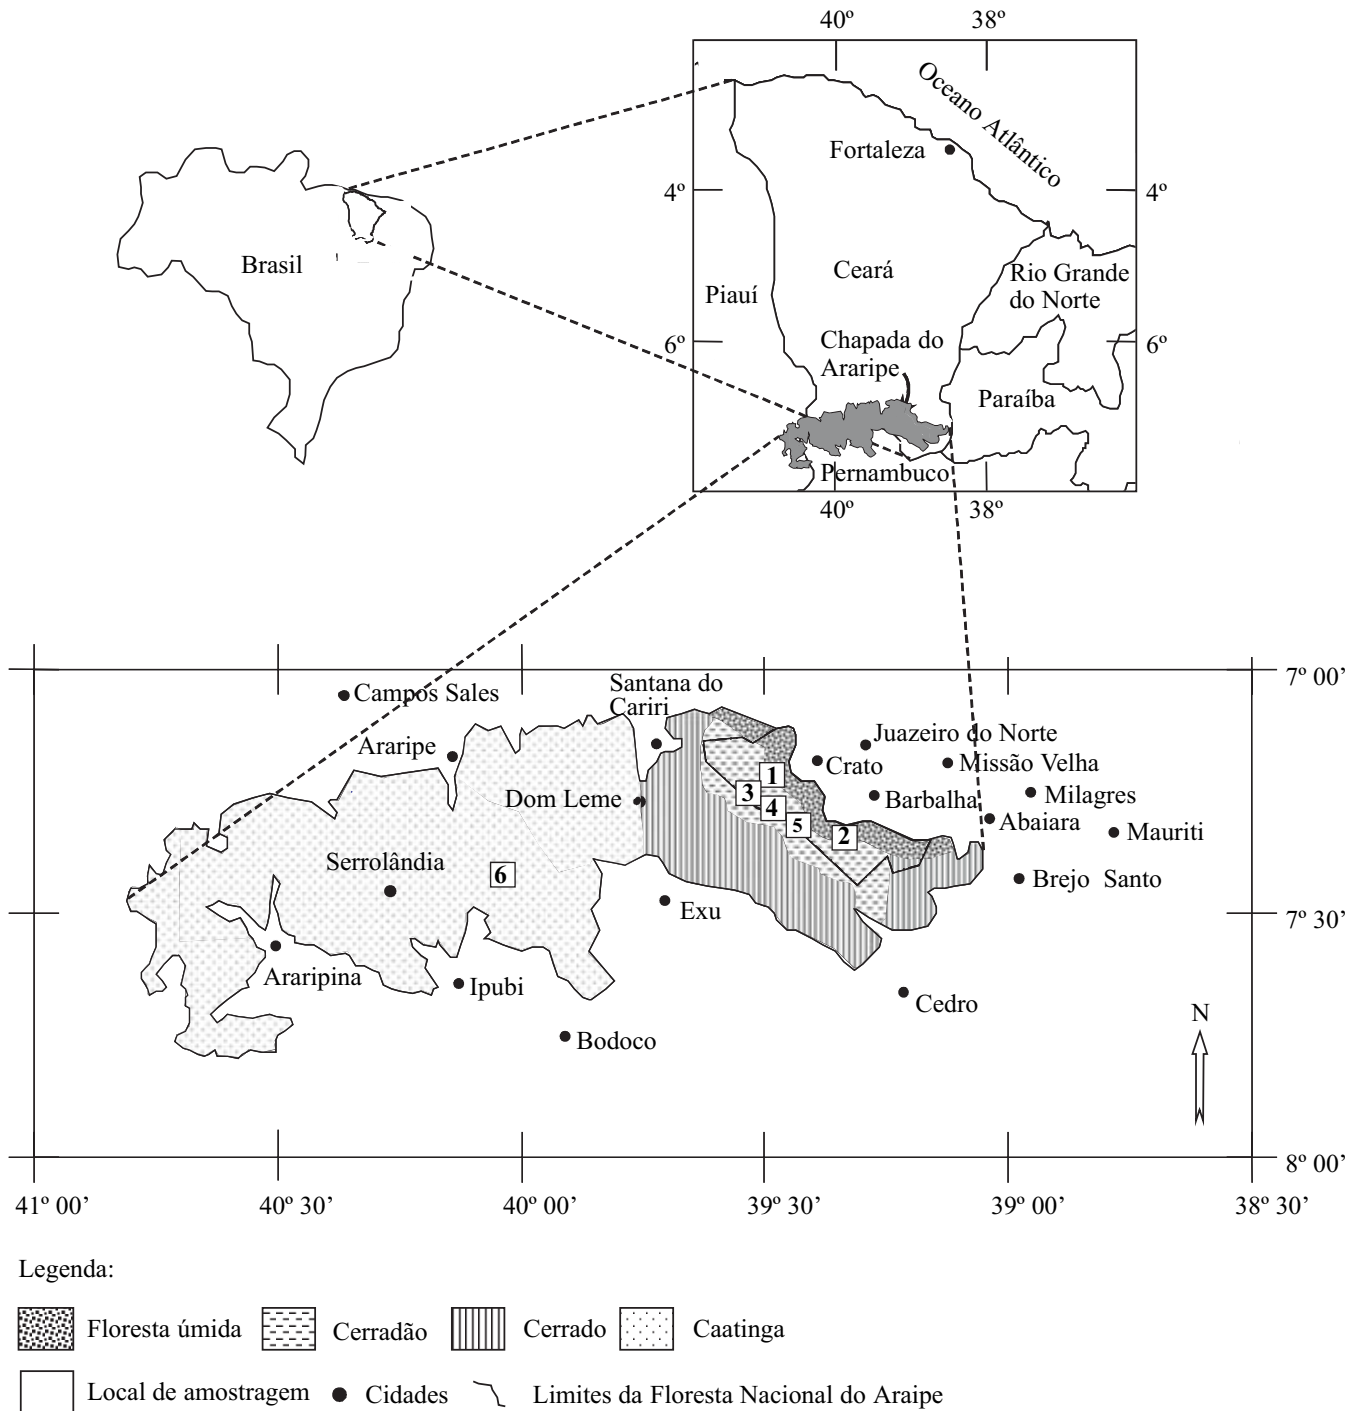 40º
38º
Oceano Atlântico
Fortaleza
4º
4º
Brasil
Ceará
Rio Grande
do Norte
Piauí
6º
6º
Chapada do
Araripe
Paraíba
Pernambuco
40º
38º
7º 00’
Campos Sales
Santana do
Cariri
Araripe
Juazeiro do Norte
Crato
Missão Velha
1
3
Dom Leme
4
Barbalha
Milagres
5
2
Abaiara
Mauriti
Serrolândia
6
Brejo Santo
Exu
7º 30’
Araripina
Ipubi
Cedro
N
Bodoco
8º 00’
41º 00’
40º 30’
40º 00’
39º 30’
39º 00’
38º 30’
Legenda:
Floresta úmida
Cerradão
Cerrado
Caatinga
Local de amostragem
Cidades
Limites da Floresta Nacional do Araipe